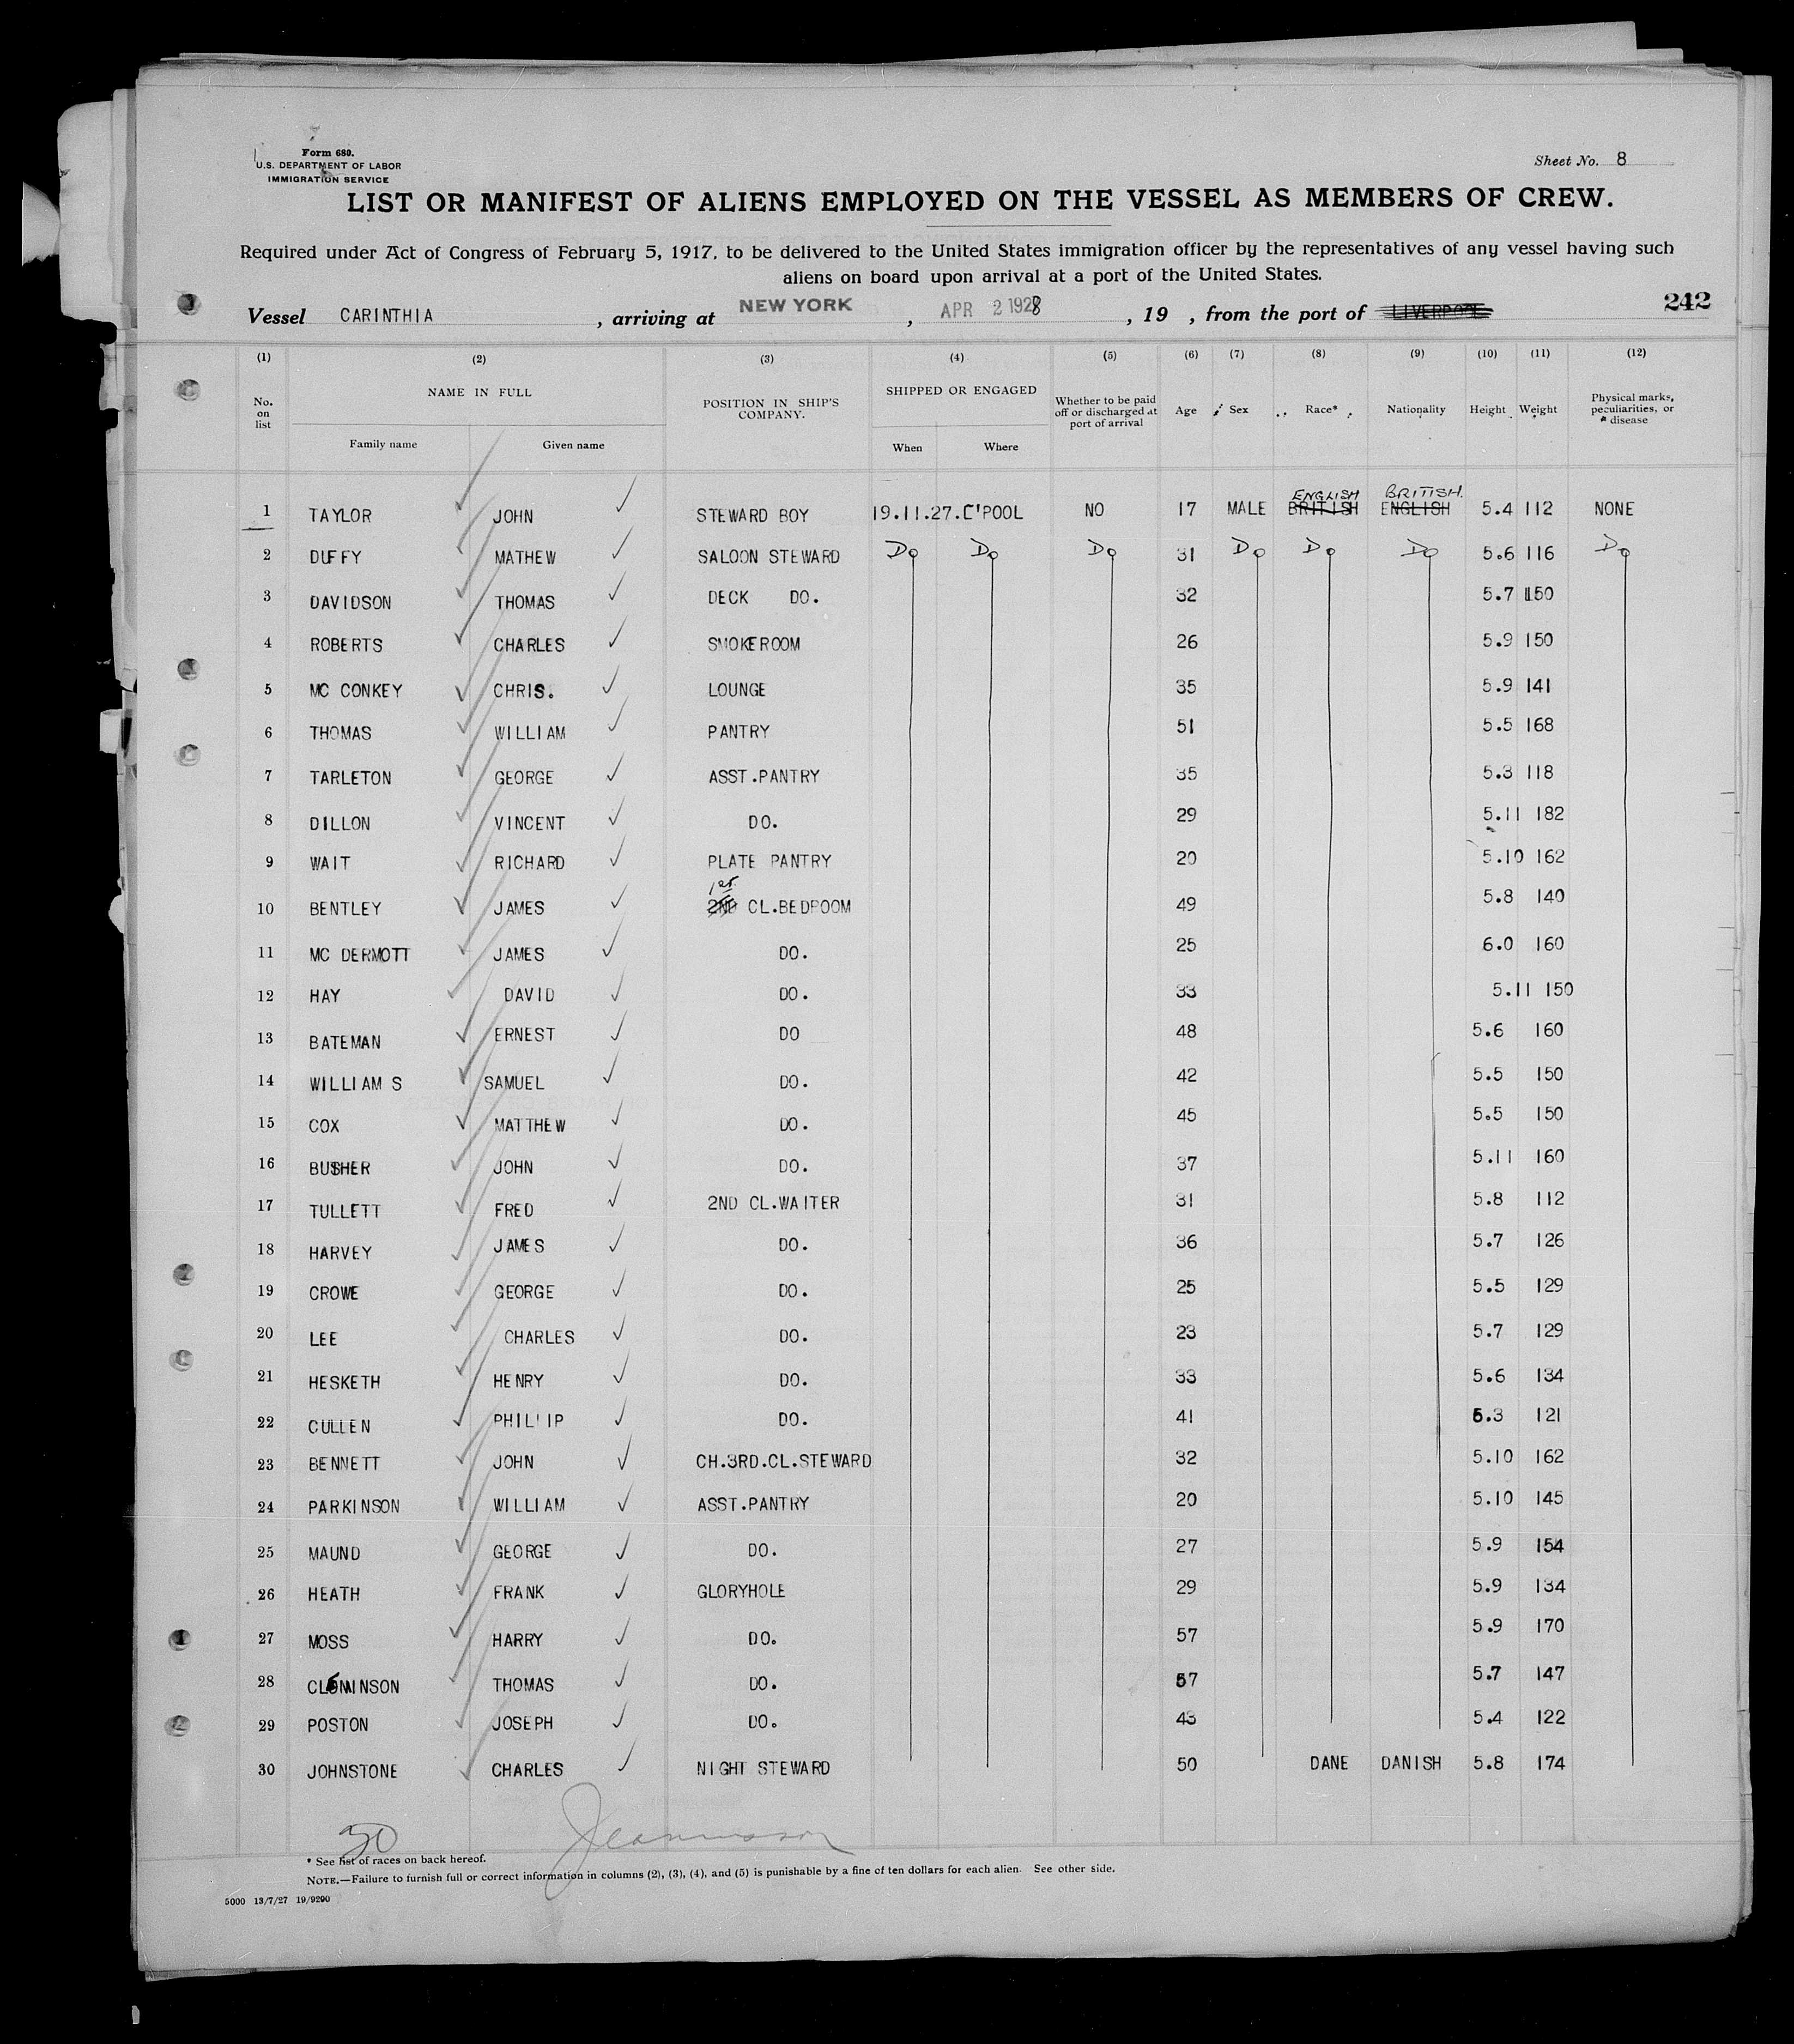 Form 680.
U.S. DEPARTMENT OF LABOR
IMMIGRATION SERVICE
Sheet No. 8
LIST OR MANIFEST OF ALIENS EMPLOYED ON THE VESSEL AS MEMBERS OF CREW.
Required under Act of Congress of February 5, 1917, to be delivered to the United States immigration officer by the representatives of any vessel having such
aliens on board upon arrival at a port of the United States.
Vessel CARINTHIA , arriving at NEW YORK , APR 2 1928 , 19 , from the port of LIVERPOOL 242
(1) (2) (3) (4) (5) (6) (7) (8) (9) (10) (11) (12)
No. on list NAME IN FULL Family name Given name POSITION IN SHIP'S COMPANY. SHIPPED OR ENGAGED When Where Whether to be paid off or discharged at port of arrival Age Sex Race* Nationality Height Weight Physical marks, peculiarities, or disease
1 TAYLOR JOHN STEWARD BOY 19.11.27. L'POOL NO 17 MALE BRITISH ENGLISH ENGLISH BRITISH. 5.4 112 NONE
2 DUFFY MATHEW SALOON STEWARD Do Do Do 31 Do Do Do 5.6 116 Do
3 DAVIDSON THOMAS DECK DO. 32 5.7 150
4 ROBERTS CHARLES SMOKEROOM 26 5.9 150
5 MC CONKEY CHRIS. LOUNGE 35 5.9 141
6 THOMAS WILLIAM PANTRY 51 5.5 168
7 TARLETON GEORGE ASST.PANTRY 35 5.3 118
8 DILLON VINCENT DO. 29 5.11 182
9 WAIT RICHARD PLATE PANTRY 20 5.10 162
10 BENTLEY JAMES 2ND 1st. CL.BEDROOM 49 5.8 140
11 MC DERMOTT JAMES DO. 25 6.0 160
12 HAY DAVID DO. 33 5.11 150
13 BATEMAN ERNEST DO 48 5.6 160
14 WILLIAMS SAMUEL DO. 42 5.5 150
15 COX MATTHEW DO. 45 5.5 150
16 BUSHER JOHN DO. 37 5.11 160
17 TULLETT FRED 2ND CL.WAITER 31 5.8 112
18 HARVEY JAMES DO. 36 5.7 126
19 CROWE GEORGE DO. 25 5.5 129
20 LEE CHARLES DO. 23 5.7 129
21 HESKETH HENRY DO. 33 5.6 134
22 CULLEN PHILLIP DO. 41 5.3 121
23 BENNETT JOHN CH.3RD.CL.STEWARD 32 5.10 162
24 PARKINSON WILLIAM ASST.PANTRY 20 5.10 145
25 MAUND GEORGE DO. 27 5.9 154
26 HEATH FRANK GLORYHOLE 29 5.9 134
27 MOSS HARRY DO. 57 5.9 170
28 CLEMINSON THOMAS DO. 57 5.7 147
29 POSTON JOSEPH DO. 43 5.4 122
30 JOHNSTONE CHARLES NIGHT STEWARD 50 DANE DANISH 5.8 174
30
* See list of races on back hereof.
NOTE.—Failure to furnish full or correct information in columns (2), (3), (4), and (5) is punishable by a fine of ten dollars for each alien. See other side.
5000 13/7/27 19/9290